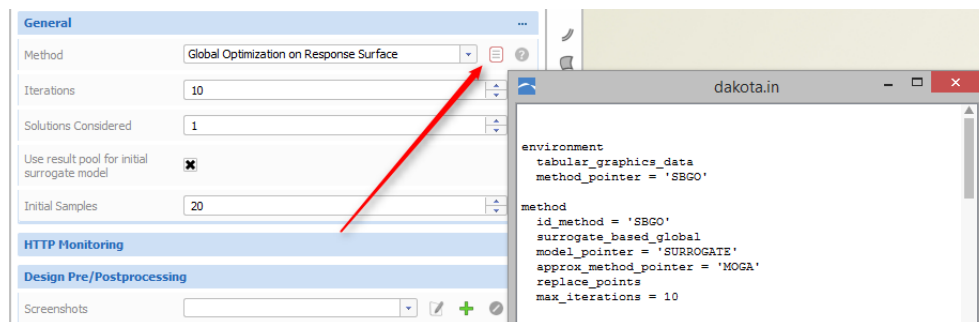 General
...
Method
Global Optimization on Response Surface
Iterations
10
Solutions Considered
1
Use result pool for initial
surrogate model
Initial Samples
20
HTTP Monitoring
Design Pre/Postprocessing
Screenshots
dakota.in
environment
  tabular_graphics_data
  method_pointer = 'SBGO'
method
  id_method = 'SBGO'
  surrogate_based_global
  model_pointer = 'SURROGATE'
  approx_method_pointer = 'MOGA'
  replace_points
  max_iterations = 10